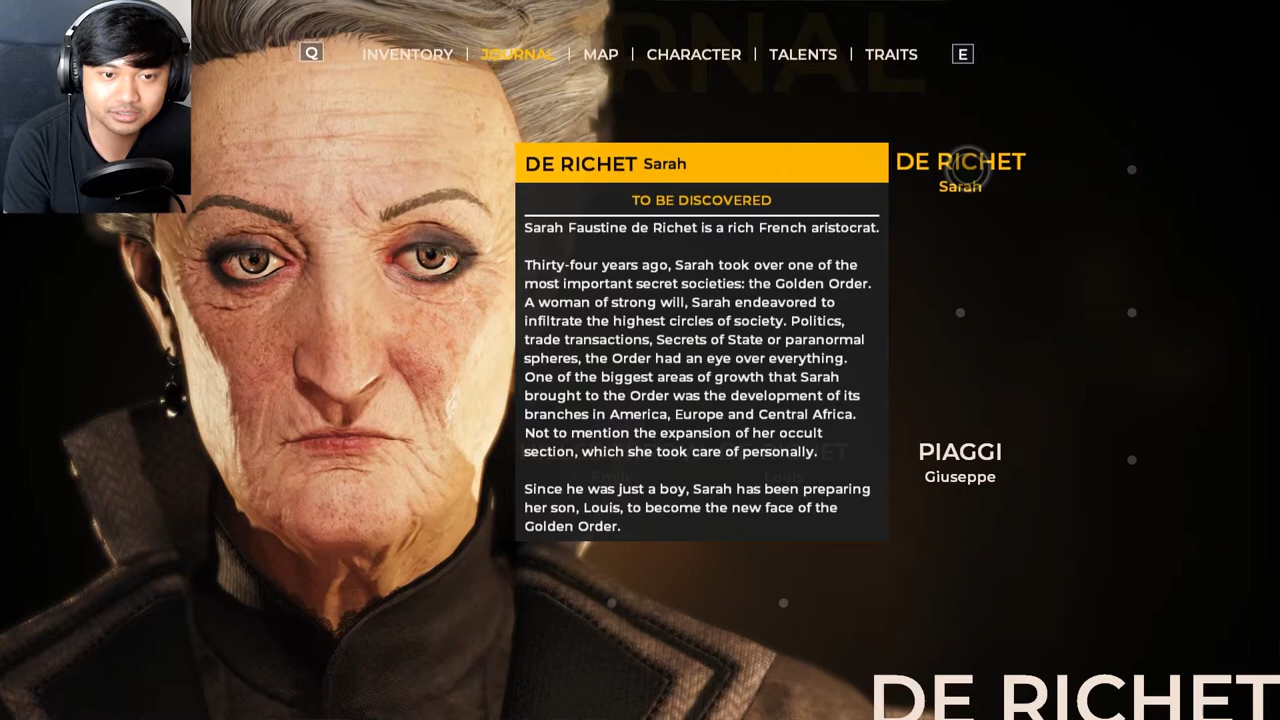 Q INVENTORY | JOURNAL | MAP | CHARACTER | TALENTS | TRAITS E
DE RICHET Sarah
TO BE DISCOVERED
Sarah Faustine de Richet is a rich French aristocrat.
Thirty-four years ago, Sarah took over one of the
most important secret societies: the Golden Order.
A woman of strong will, Sarah endeavored to
infiltrate the highest circles of society. Politics,
trade transactions, Secrets of State or paranormal
spheres, the Order had an eye over everything.
One of the biggest areas of growth that Sarah
brought to the Order was the development of its
branches in America, Europe and Central Africa.
Not to mention the expansion of her occult
section, which she took care of personally.
Since he was just a boy, Sarah has been preparing
her son, Louis, to become the new face of the
Golden Order.
DE RICHET
Sarah
PIAGGI
Giuseppe
DE RICHET